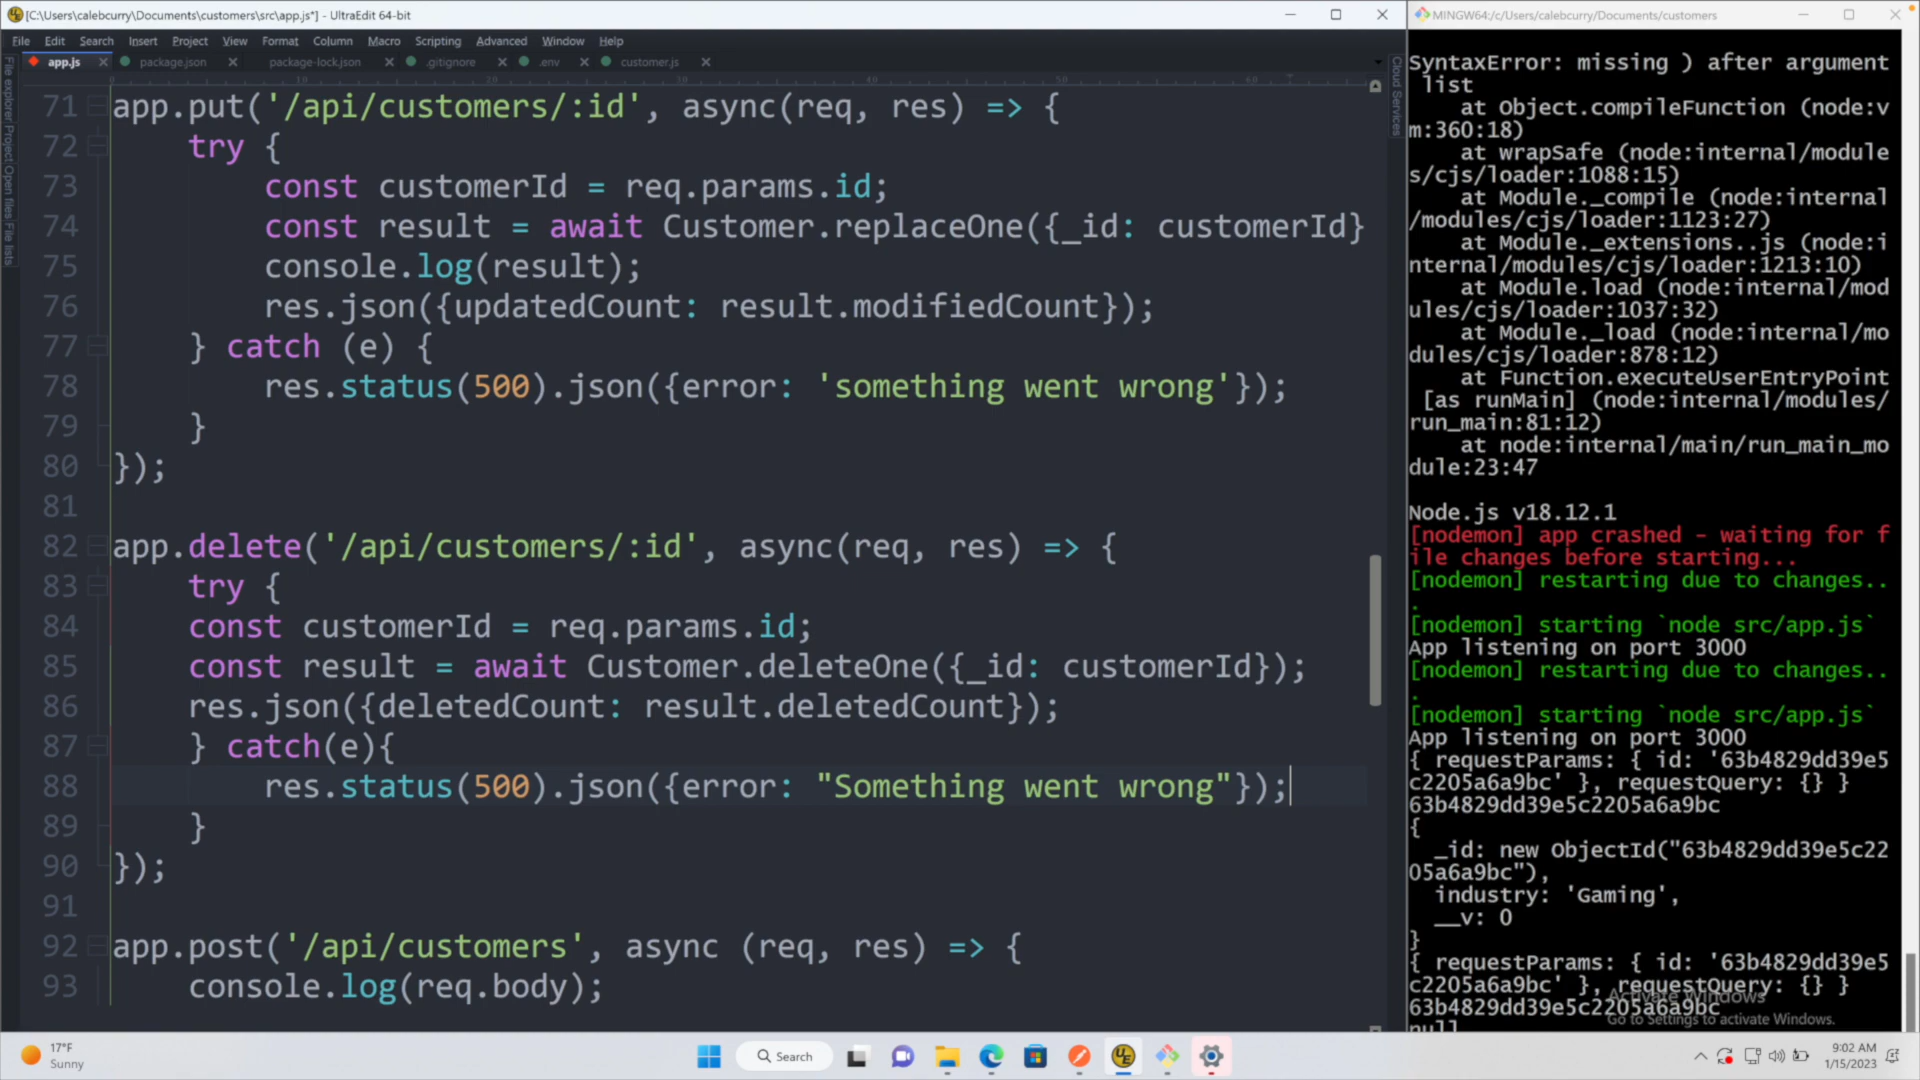 [C:\Users\calebcurry\Documents\customers\src\app.js*] - UltraEdit 64-bit
File Edit Search Insert Project View Format Column Macro Scripting Advanced Window Help
app.js package.json package-lock.json .gitignore .env customer.js
File explorer Project Open files File lists
Cloud Services
71 app.put('/api/customers/:id', async(req, res) => {
72 try {
73 const customerId = req.params.id;
74 const result = await Customer.replaceOne({_id: customerId}
75 console.log(result);
76 res.json({updatedCount: result.modifiedCount});
77 } catch (e) {
78 res.status(500).json({error: 'something went wrong'});
79 }
80 });
81
82 app.delete('/api/customers/:id', async(req, res) => {
83 try {
84 const customerId = req.params.id;
85 const result = await Customer.deleteOne({_id: customerId});
86 res.json({deletedCount: result.deletedCount});
87 } catch(e){
88 res.status(500).json({error: "Something went wrong"});
89 }
90 });
91
92 app.post('/api/customers', async (req, res) => {
93 console.log(req.body);
MINGW64:/c/Users/calebcurry/Documents/customers
SyntaxError: missing ) after argument
list
at Object.compileFunction (node:v
m:360:18)
at wrapSafe (node:internal/module
s/cjs/loader:1088:15)
at Module._compile (node:internal
/modules/cjs/loader:1123:27)
at Module._extensions..js (node:i
nternal/modules/cjs/loader:1213:10)
at Module.load (node:internal/mod
ules/cjs/loader:1037:32)
at Module._load (node:internal/mo
dules/cjs/loader:878:12)
at Function.executeUserEntryPoint
[as runMain] (node:internal/modules/
run_main:81:12)
at node:internal/main/run_main_mo
dule:23:47
Node.js v18.12.1
[nodemon] app crashed - waiting for f
ile changes before starting...
[nodemon] restarting due to changes..
.
[nodemon] starting `node src/app.js`
App listening on port 3000
[nodemon] restarting due to changes..
.
[nodemon] starting `node src/app.js`
App listening on port 3000
{ requestParams: { id: '63b4829dd39e5
c2205a6a9bc' }, requestQuery: {} }
63b4829dd39e5c2205a6a9bc
{
_id: new ObjectId("63b4829dd39e5c22
05a6a9bc"),
industry: 'Gaming',
__v: 0
}
{ requestParams: { id: '63b4829dd39e5
c2205a6a9bc' }, requestQuery: {} }
63b4829dd39e5c2205a6a9bc
null
Activate Windows
Go to Settings to activate Windows.
17°F
Sunny
Search
9:02 AM
1/15/2023